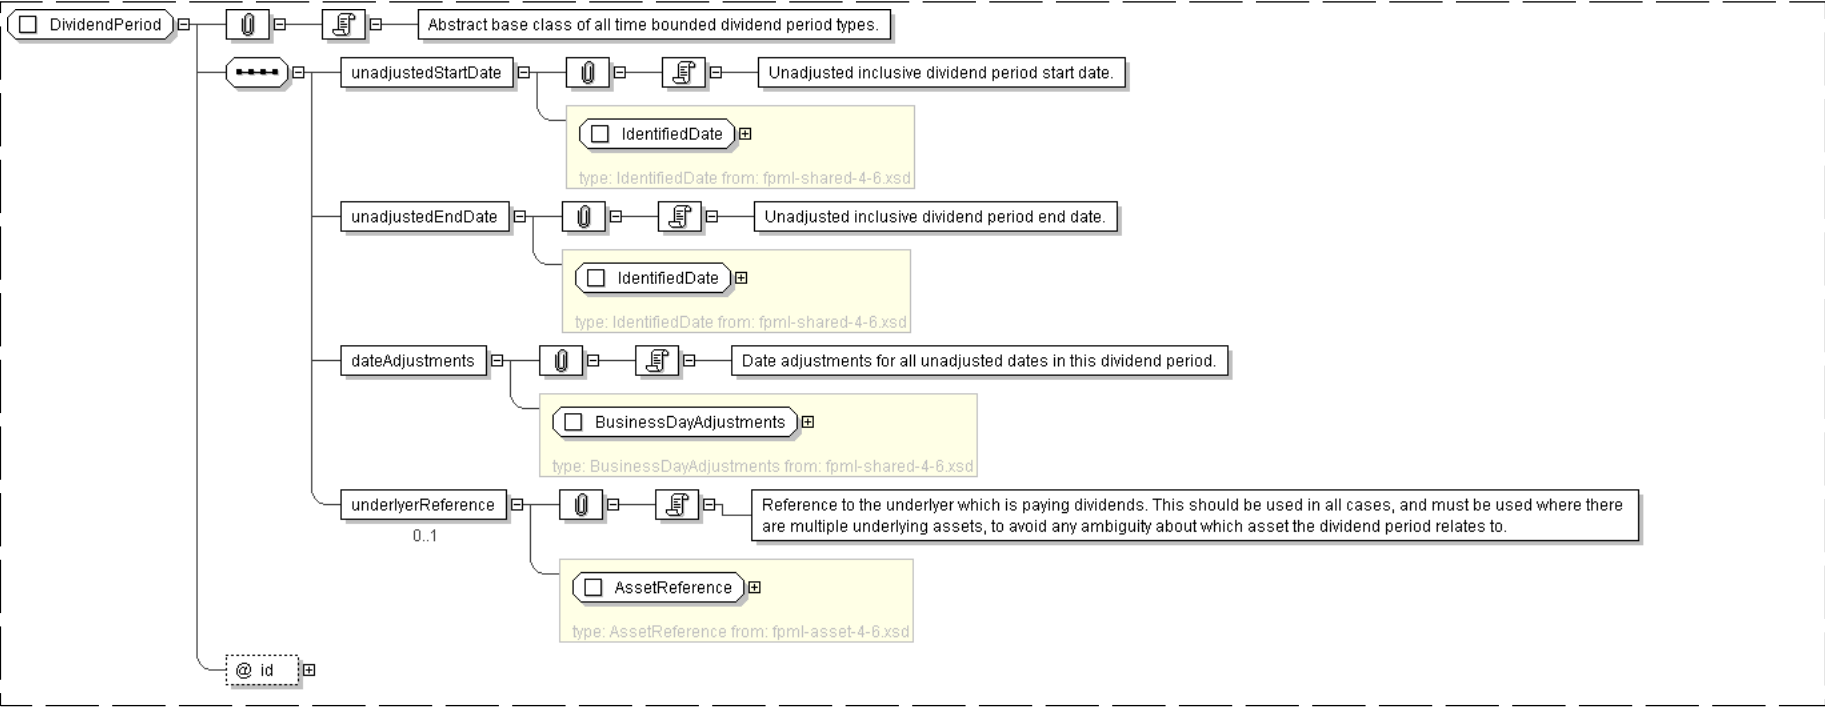 DividendPeriod
Abstract base class of all time bounded dividend period types.
unadjustedStartDate
Unadjusted inclusive dividend period start date.
IdentifiedDate
type: IdentifiedDate from: fpml-shared-4-6.xsd
unadjustedEndDate
Unadjusted inclusive dividend period end date.
IdentifiedDate
type: IdentifiedDate from: fpml-shared-4-6.xsd
dateAdjustments
Date adjustments for all unadjusted dates in this dividend period.
BusinessDayAdjustments
type: BusinessDayAdjustments from: fpml-shared-4-6.xsd
underlyerReference
0..1
Reference to the underlyer which is paying dividends. This should be used in all cases, and must be used where there
are multiple underlying assets, to avoid any ambiguity about which asset the dividend period relates to.
AssetReference
type: AssetReference from: fpml-asset-4-6.xsd
@ id